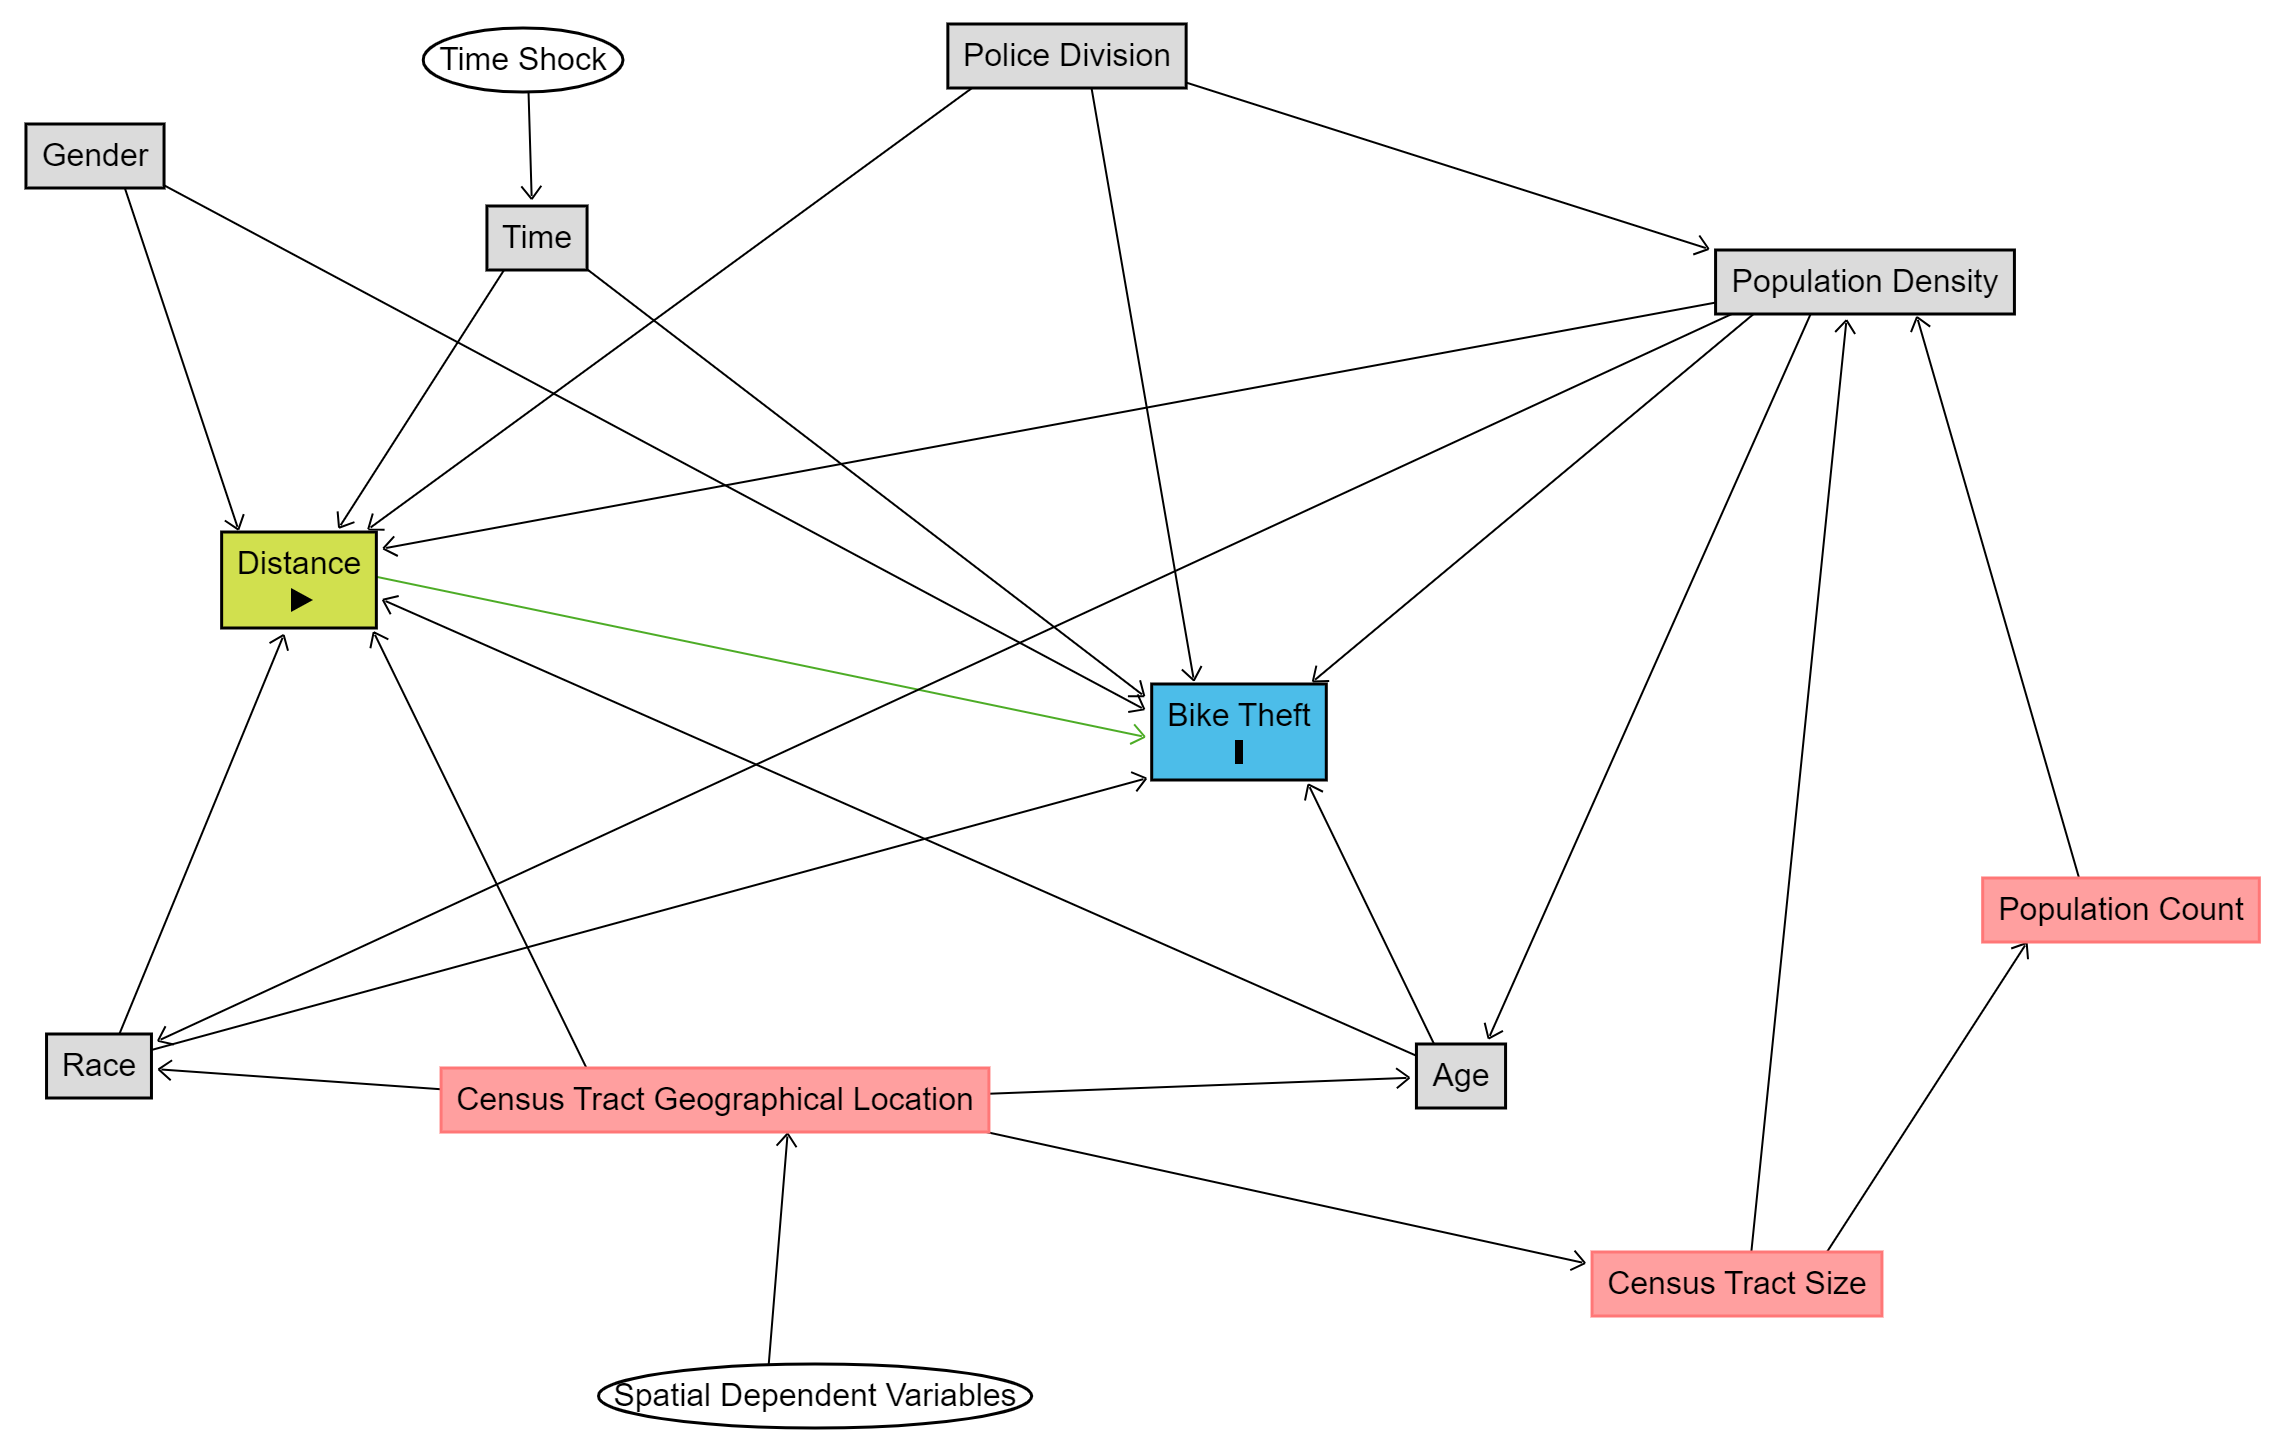 Time Shock
Police Division
Gender
Time
Population Density
Distance
Bike Theft
Population Count
Race
Census Tract Geographical Location
Age
Census Tract Size
Spatial Dependent Variables